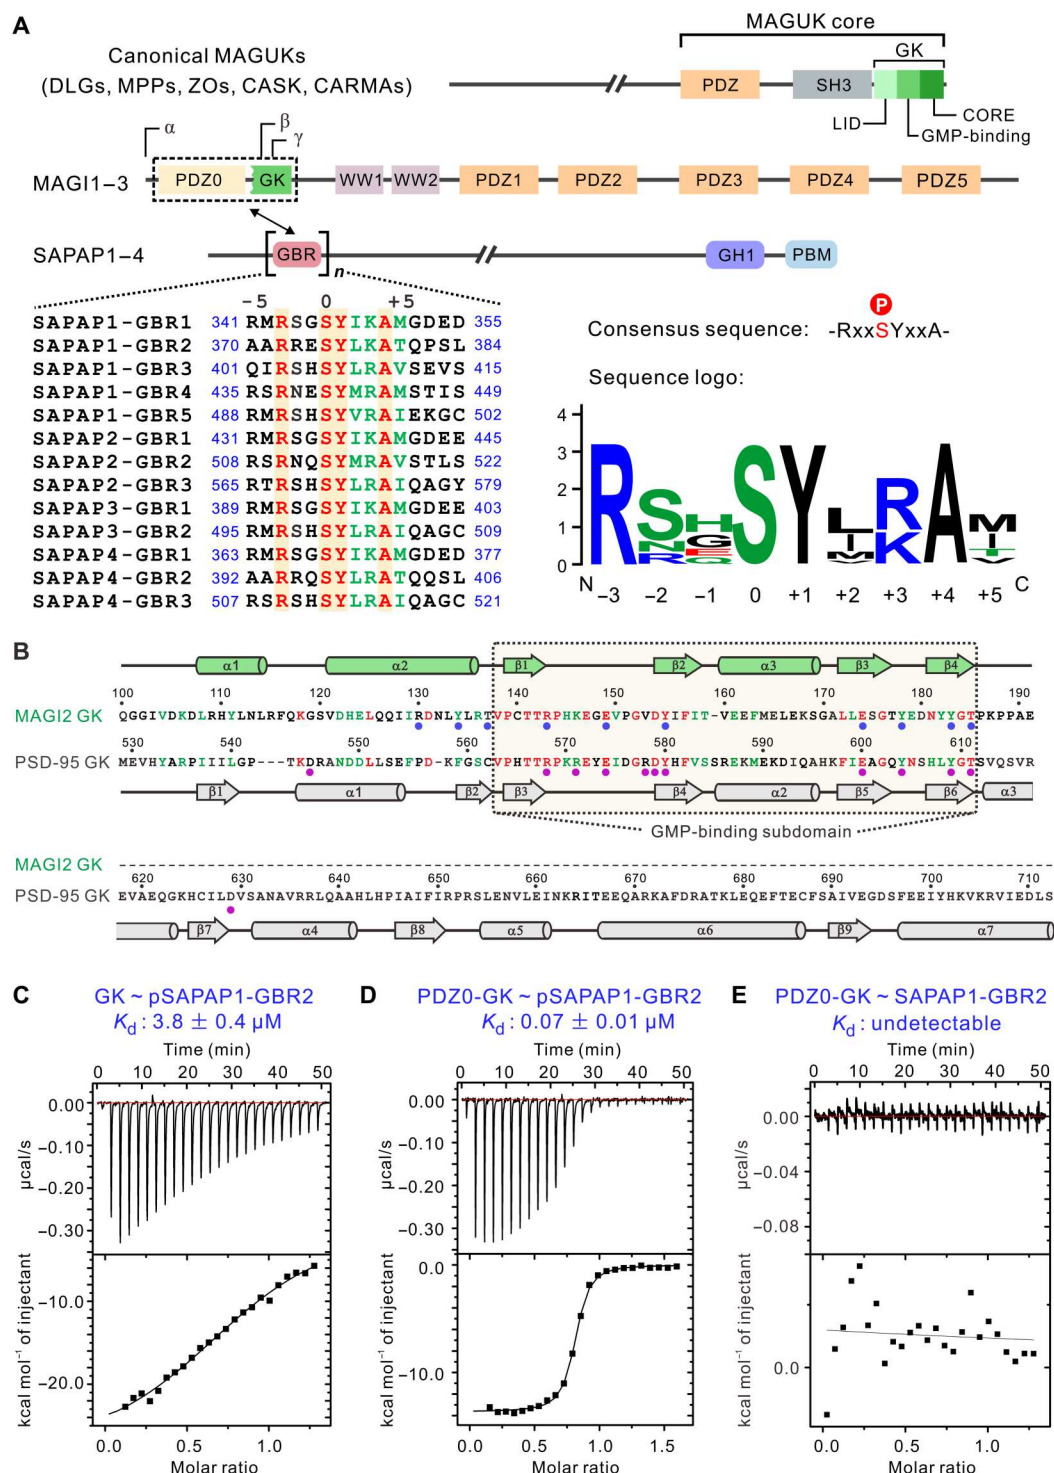 A
MAGUK core
Canonical MAGUKs
(DLGs, MPPs, ZOs, CASK, CARMAs)
GK
PDZ SH3
LID CORE
GMP-binding
α β γ
MAGI1–3 PDZ0 GK WW1 WW2 PDZ1 PDZ2 PDZ3 PDZ4 PDZ5
SAPAP1–4 GBR n GH1 PBM
−5 0 +5
SAPAP1-GBR1 341 RMRSGSYIKAMGDED 355
SAPAP1-GBR2 370 AARRESYLKATQPSL 384
SAPAP1-GBR3 401 QIRSHSYLRAVSEVS 415
SAPAP1-GBR4 435 RSRNESYMRAMSTIS 449
SAPAP1-GBR5 488 RMRSHSYVRAIEKGC 502
SAPAP2-GBR1 431 RMRSGSYIKAMGDEE 445
SAPAP2-GBR2 508 RSRNQSYMRAVSTLS 522
SAPAP2-GBR3 565 RTRSHSYLRAIQAGY 579
SAPAP3-GBR1 389 RMRSGSYIKAMGDEE 403
SAPAP3-GBR2 495 RMRSHSYLRAIQAGC 509
SAPAP4-GBR1 363 RMRSGSYIKAMGDED 377
SAPAP4-GBR2 392 AARRQSYLRATQQSL 406
SAPAP4-GBR3 507 RSRSHSYLRAIQAGC 521
P
Consensus sequence: -RxxSYxxA-
Sequence logo:
4
3
2
1
0
N −3 −2 −1 0 +1 +2 +3 +4 +5 C
B
α1 α2 β1 β2 α3 β3 β4
100 110 120 130 140 150 160 170 180 190
MAGI2 GK QGGIVDKDLRHYLNLRFQKGSVDHELQQIIRDNLYLRTVPCTTRPHKEGEVPGVDYIFIT-VEEFMELEKSGALLESGTYEDNYYGTPKPPAE
530 540 550 560 570 580 590 600 610
PSD-95 GK MEVHYARPIIILGP---TKDRANDDLLSEFPD-KFGSCVPHTTRPKREYEIDGRDYHFVSSREKMEKDIQAHKFIEAGQYNSHLYGTSVQSVR
β1 α1 β2 β3 β4 α2 β5 β6 α3
GMP-binding subdomain
MAGI2 GK
620 630 640 650 660 670 680 690 700 710
PSD-95 GK EVAEQGKHCILDVSANAVRRLQAAHLHPIAIFIRPRSLENVLEINKRITEEQARKAFDRATKLEQEFTECFSAIVEGDSFEEIYHKVKRVIEDLS
β7 α4 β8 α5 α6 β9 α7
C
GK ~ pSAPAP1-GBR2
Kd : 3.8 ± 0.4 μM
Time (min)
0 10 20 30 40 50
0.00
−0.10
−0.20
−0.30
μcal/s
−10.0
−20.0
kcal mol⁻¹ of injectant
0.0 0.5 1.0
Molar ratio
D
PDZ0-GK ~ pSAPAP1-GBR2
Kd : 0.07 ± 0.01 μM
Time (min)
0 10 20 30 40 50
0.00
−0.10
−0.20
−0.30
μcal/s
0.0
−10.0
kcal mol⁻¹ of injectant
0.0 0.5 1.0 1.5
Molar ratio
E
PDZ0-GK ~ SAPAP1-GBR2
Kd : undetectable
Time (min)
0 10 20 30 40 50
0.00
−0.04
−0.08
μcal/s
0.0
kcal mol⁻¹ of injectant
0.0 0.5 1.0
Molar ratio